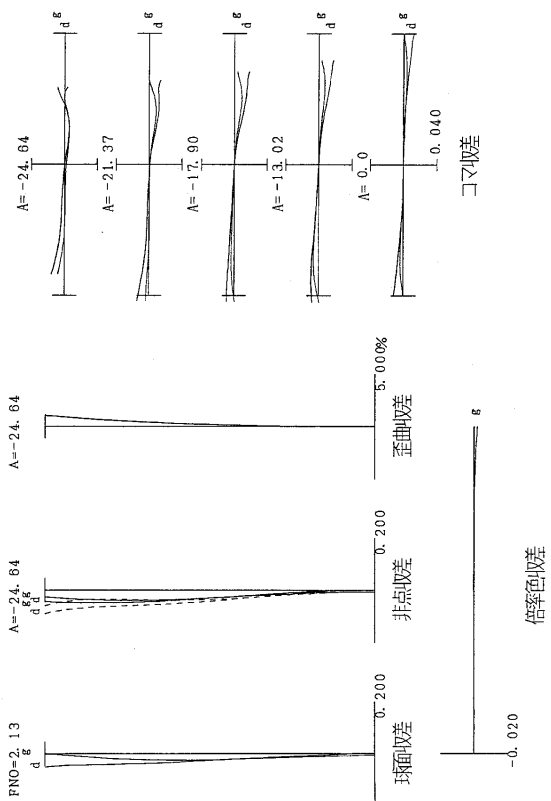 FNO=2.13
d
g
0.200
球面収差
A=-24.64
d
g
g
d
0.200
非点収差
A=-24.64
5.000%
歪曲収差
-0.020
g
倍率色収差
A=-24.64
g
d
A=-21.37
g
d
A=-17.90
g
d
A=-13.02
g
d
A=0.0
g
d
0.040
コマ収差